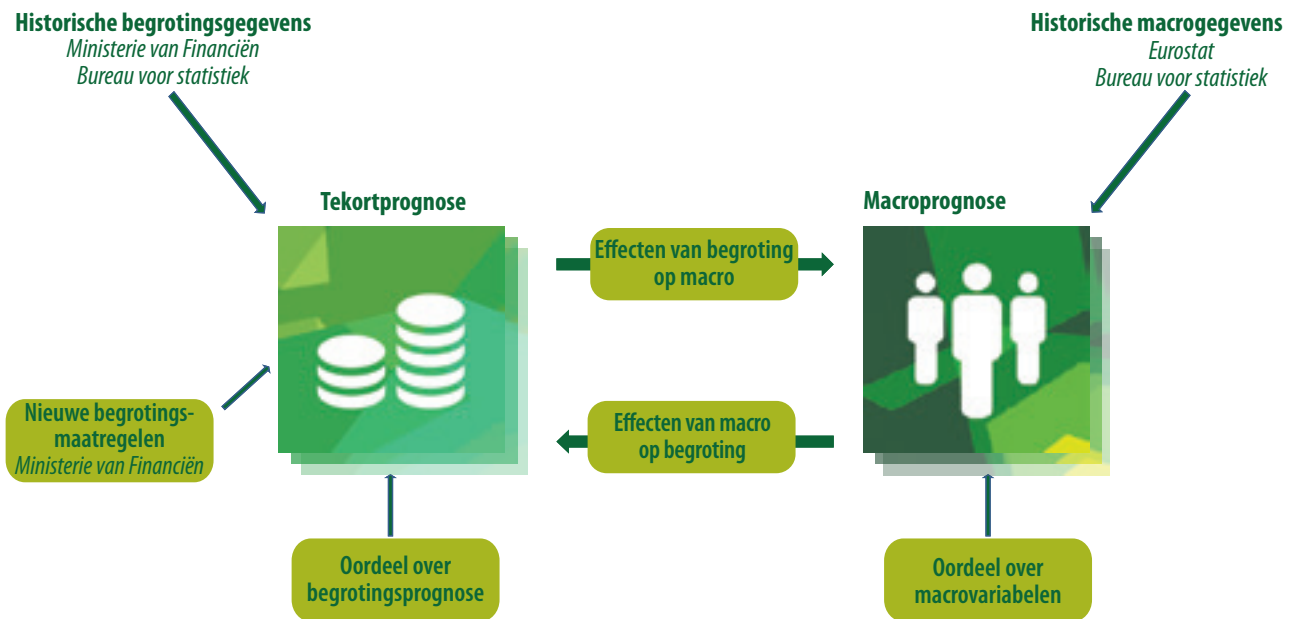 Historische begrotingsgegevens
Ministerie van Financiën
Bureau voor statistiek
Historische macrogegevens
Eurostat
Bureau voor statistiek
Tekortprognose
Macroprognose
Effecten van begroting
op macro
Nieuwe begrotings-
maatregelen
Ministerie van Financiën
Effecten van macro
op begroting
Oordeel over
begrotingsprognose
Oordeel over
macrovariabelen